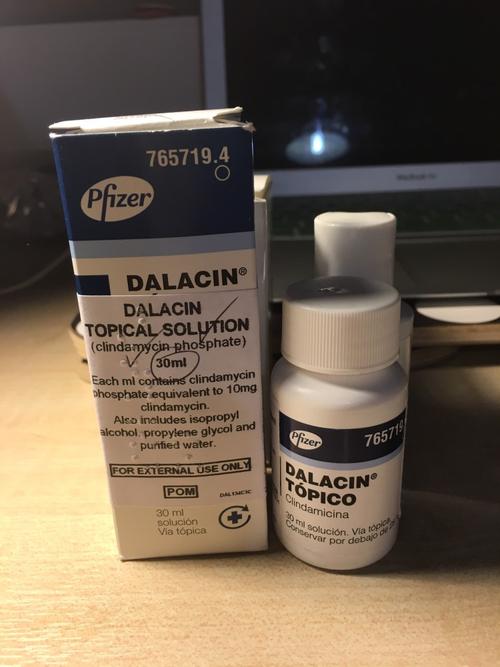 765719.4
Pfizer
DALACIN®
DALACIN
TOPICAL SOLUTION
(clindamycin phosphate)
30ml
Each ml contains clindamycin
phosphate equivalent to 10mg
clindamycin.
Also includes isopropyl
alcohol, propylene glycol and
purified water.
FOR EXTERNAL USE ONLY
POM
30 ml
solución
Vía tópica
MacBook Air
Pfizer
765719
DALACIN®
TÓPICO
Clindamicina
30 ml solución. Vía tópica
Conservar por debajo de